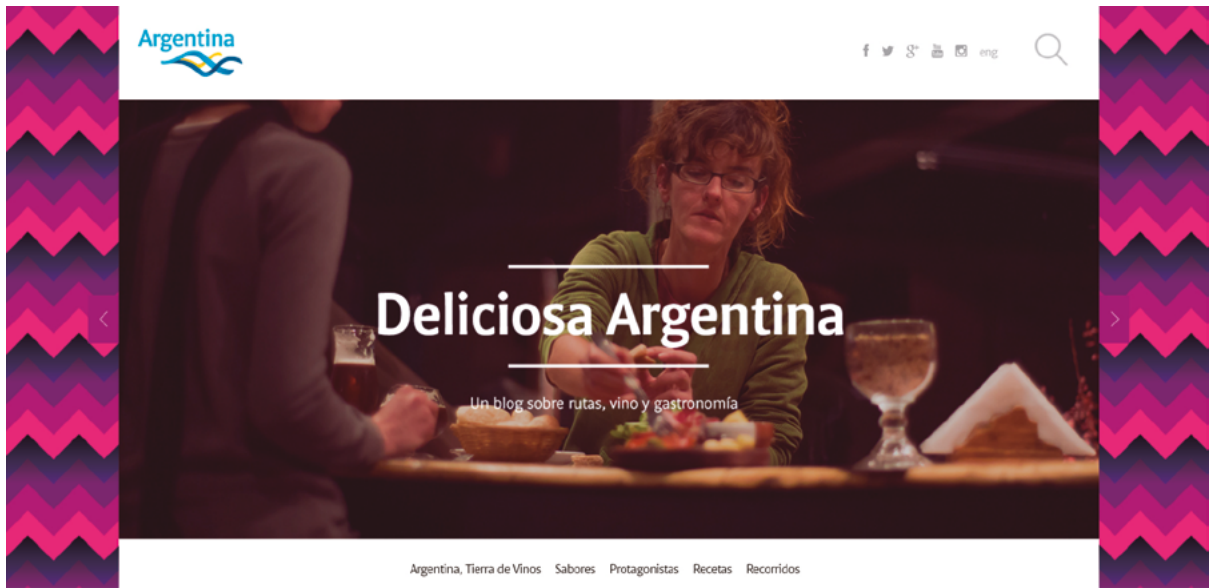 Argentina
eng
Deliciosa Argentina
Un blog sobre rutas, vino y gastronomía
Argentina, Tierra de Vinos Sabores Protagonistas Recetas Recorridos